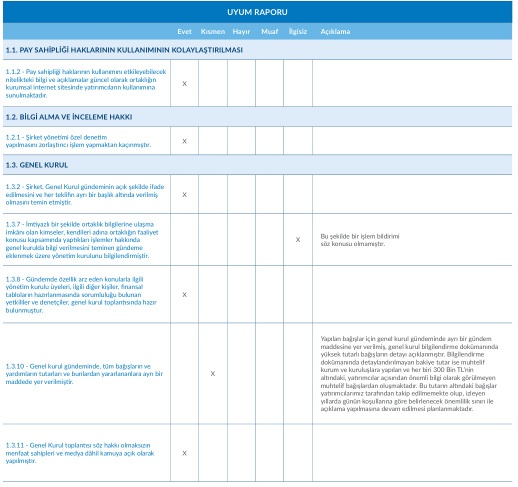 UYUM RAPORU
Evet Kısmen Hayır Muaf İlgisiz Açıklama
1.1. PAY SAHİPLİĞİ HAKLARININ KULLANIMININ KOLAYLAŞTIRILMASI
1.1.2 - Pay sahipliği haklarının kullanımını etkileyebilecek
nitelikteki bilgi ve açıklamalar güncel olarak ortaklığın
kurumsal internet sitesinde yatırımcıların kullanımına
sunulmaktadır.
X
1.2. BİLGİ ALMA VE İNCELEME HAKKI
1.2.1 - Şirket yönetimi özel denetim
yapılmasını zorlaştırıcı işlem yapmaktan kaçınmıştır.
X
1.3. GENEL KURUL
1.3.2 - Şirket, Genel Kurul gündeminin açık şekilde ifade
edilmesini ve her teklifin ayrı bir başlık altında verilmiş
olmasını temin etmiştir.
X
1.3.7 - İmtiyazlı bir şekilde ortaklık bilgilerine ulaşma
imkânı olan kimseler, kendileri adına ortaklığın faaliyet
konusu kapsamında yaptıkları işlemler hakkında
genel kurulda bilgi verilmesini teminen gündeme
eklenmek üzere yönetim kurulunu bilgilendirmiştir.
X
Bu şekilde bir işlem bildirimi
söz konusu olmamıştır.
1.3.8 - Gündemde özellik arz eden konularla ilgili
yönetim kurulu üyeleri, ilgili diğer kişiler, finansal
tabloların hazırlanmasında sorumluluğu bulunan
yetkililer ve denetçiler, genel kurul toplantısında hazır
bulunmuştur.
X
1.3.10 - Genel kurul gündeminde, tüm bağışların ve
yardımların tutarları ve bunlardan yararlananlara ayrı bir
maddede yer verilmiştir.
X
Yapılan bağışlar için genel kurul gündeminde ayrı bir gündem
maddesine yer verilmiş, genel kurul bilgilendirme dokümanında
yüksek tutarlı bağışların detayı açıklanmıştır. Bilgilendirme
dokümanında detaylandırılmayan bakiye tutar ise muhtelif
kurum ve kuruluşlara yapılan ve her biri 300 Bin TL'nin
altındaki, yatırımcılar açısından önemli bilgi olarak görülmeyen
muhtelif bağışlardan oluşmaktadır. Bu tutarın altındaki bağışlar
yatırımcılarımız tarafından takip edilmemekte olup, izleyen
yıllarda günün koşullarına göre belirlenecek önemlilik sınırı ile
açıklama yapılmasına devam edilmesi planlanmaktadır.
1.3.11 - Genel Kurul toplantısı söz hakkı olmaksızın
menfaat sahipleri ve medya dâhil kamuya açık olarak
yapılmıştır.
X